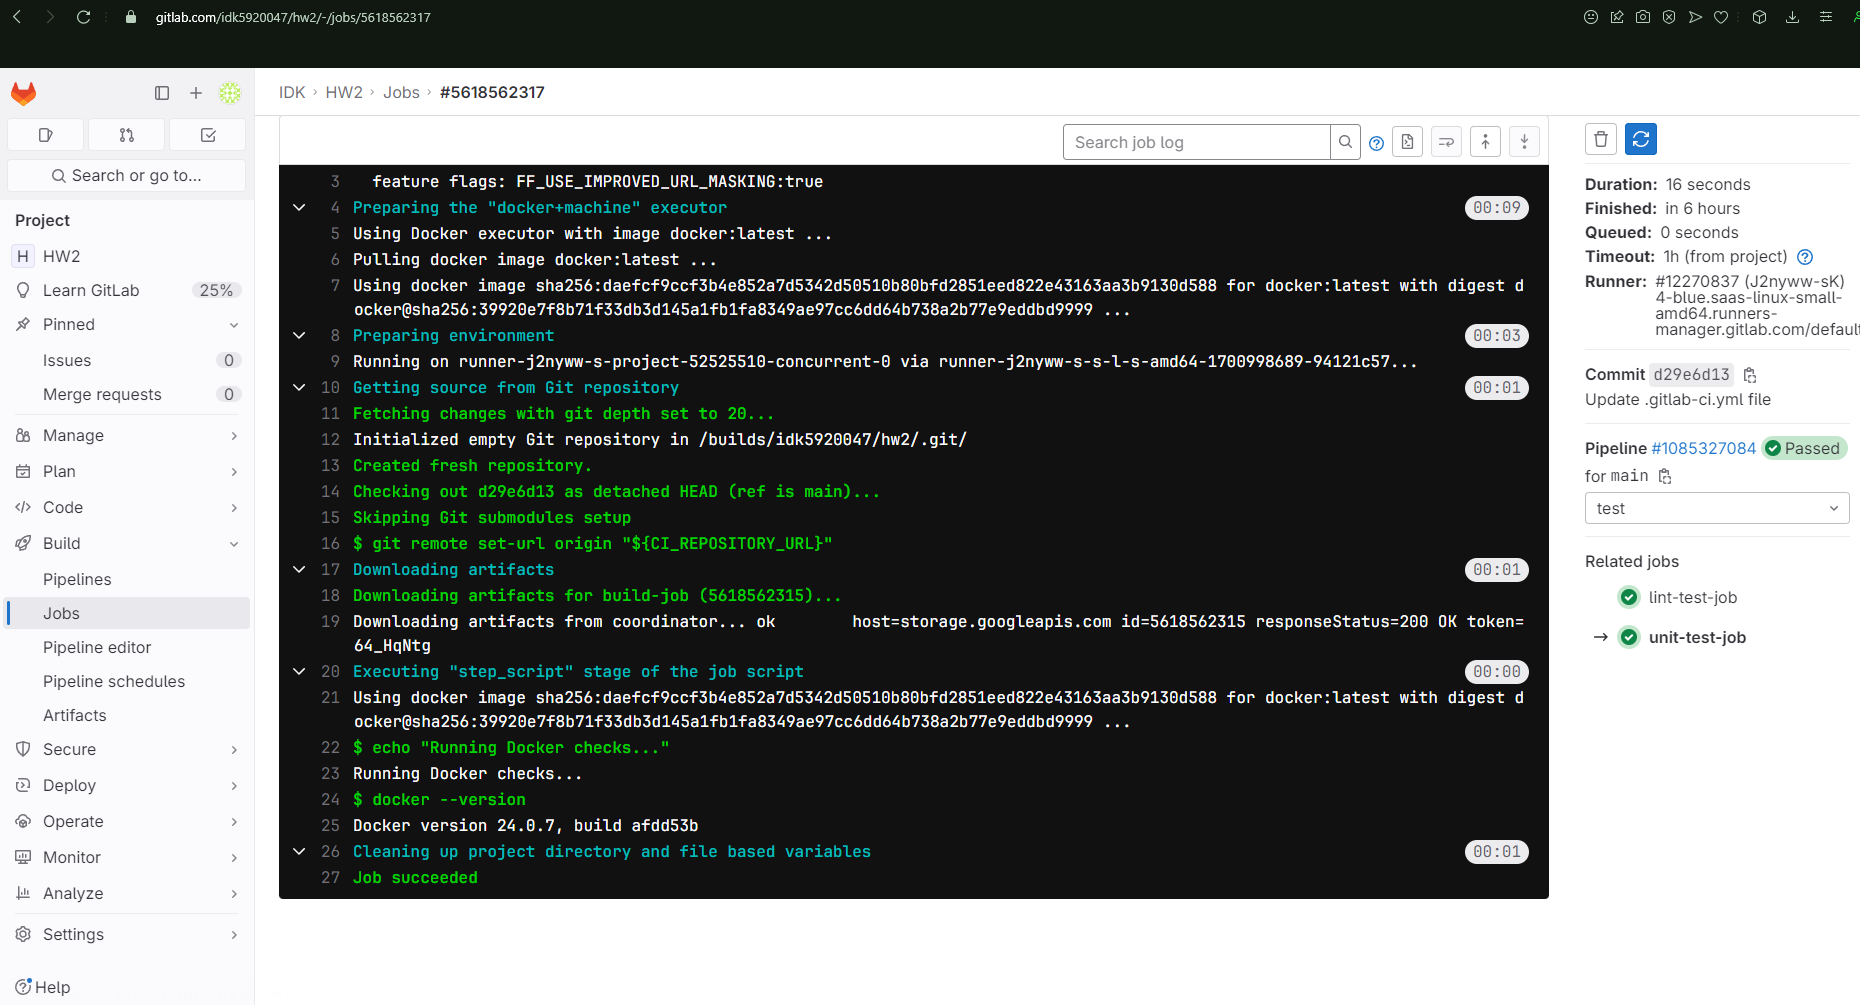 gitlab.com/idk5920047/hw2/-/jobs/5618562317
IDK › HW2 › Jobs › #5618562317
Search or go to...
Project
H HW2
Learn GitLab 25%
Pinned
Issues 0
Merge requests 0
Manage
Plan
Code
Build
Pipelines
Jobs
Pipeline editor
Pipeline schedules
Artifacts
Secure
Deploy
Operate
Monitor
Analyze
Settings
Help
Search job log
3 feature flags: FF_USE_IMPROVED_URL_MASKING:true
4 Preparing the "docker+machine" executor 00:09
5 Using Docker executor with image docker:latest ...
6 Pulling docker image docker:latest ...
7 Using docker image sha256:daefcf9ccf3b4e852a7d5342d50510b80bfd2851eed822e43163aa3b9130d588 for docker:latest with digest d
ocker@sha256:39920e7f8b71f33db3d145a1fb1fa8349ae97cc6dd64b738a2b77e9eddbd9999 ...
8 Preparing environment 00:03
9 Running on runner-j2nyww-s-project-52525510-concurrent-0 via runner-j2nyww-s-s-l-s-amd64-1700998689-94121c57...
10 Getting source from Git repository 00:01
11 Fetching changes with git depth set to 20...
12 Initialized empty Git repository in /builds/idk5920047/hw2/.git/
13 Created fresh repository.
14 Checking out d29e6d13 as detached HEAD (ref is main)...
15 Skipping Git submodules setup
16 $ git remote set-url origin "${CI_REPOSITORY_URL}"
17 Downloading artifacts 00:01
18 Downloading artifacts for build-job (5618562315)...
19 Downloading artifacts from coordinator... ok host=storage.googleapis.com id=5618562315 responseStatus=200 OK token=
64_HqNtg
20 Executing "step_script" stage of the job script 00:00
21 Using docker image sha256:daefcf9ccf3b4e852a7d5342d50510b80bfd2851eed822e43163aa3b9130d588 for docker:latest with digest d
ocker@sha256:39920e7f8b71f33db3d145a1fb1fa8349ae97cc6dd64b738a2b77e9eddbd9999 ...
22 $ echo "Running Docker checks..."
23 Running Docker checks...
24 $ docker --version
25 Docker version 24.0.7, build afdd53b
26 Cleaning up project directory and file based variables 00:01
27 Job succeeded
Duration: 16 seconds
Finished: in 6 hours
Queued: 0 seconds
Timeout: 1h (from project)
Runner: #12270837 (J2nyww-sK)
4-blue.saas-linux-small-
amd64.runners-
manager.gitlab.com/default
Commit d29e6d13
Update .gitlab-ci.yml file
Pipeline #1085327084 Passed
for main
test
Related jobs
lint-test-job
→ unit-test-job